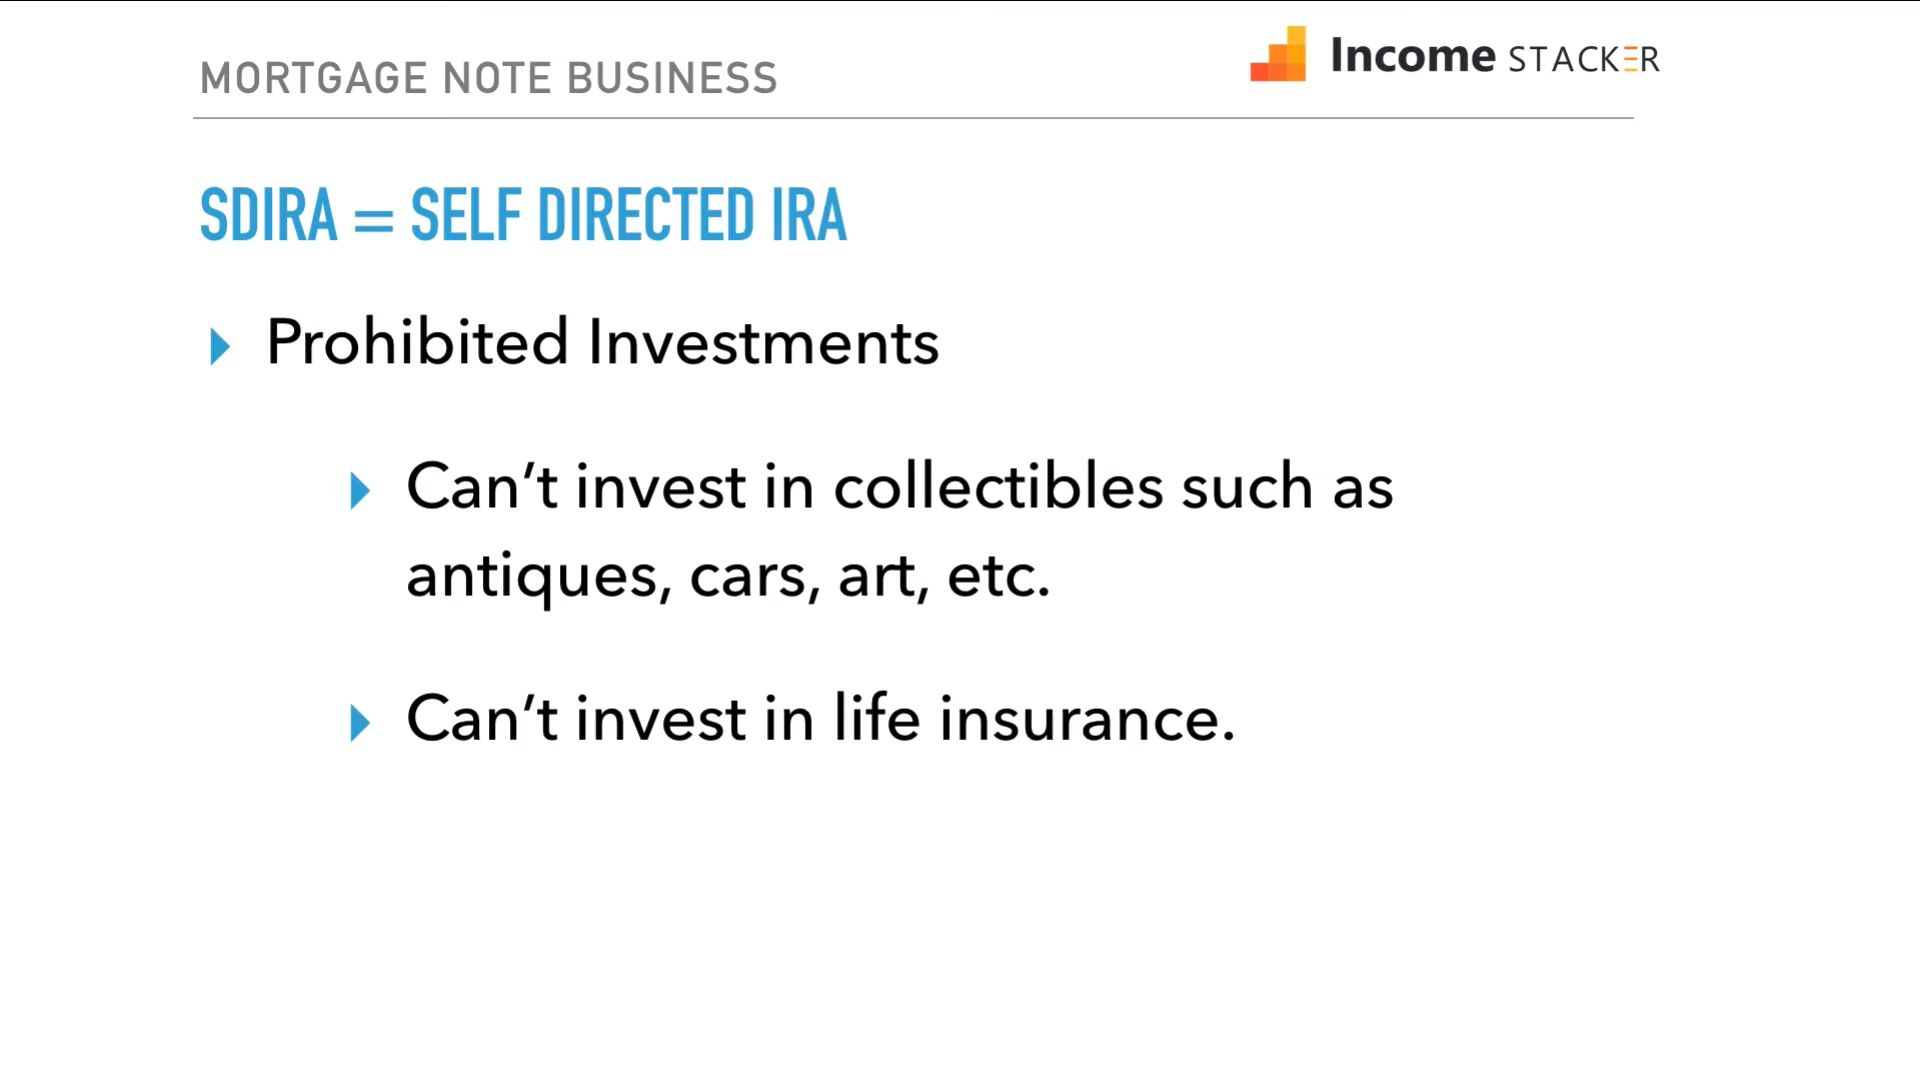 MORTGAGE NOTE BUSINESS
Income STACKER
SDIRA = SELF DIRECTED IRA
Prohibited Investments
Can’t invest in collectibles such as
antiques, cars, art, etc.
Can’t invest in life insurance.